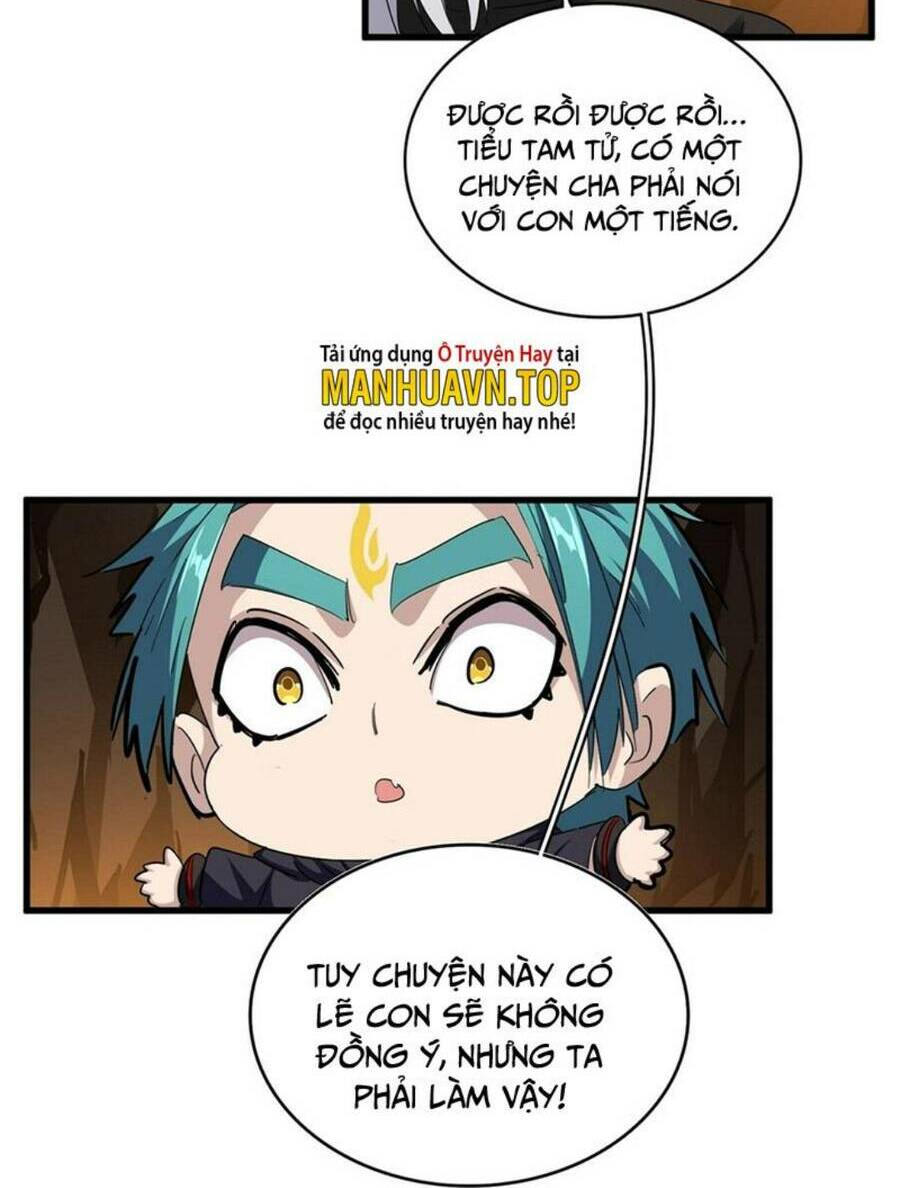 ĐƯỢC RỒI ĐƯỢC RỒI...
TIỂU TAM TỬ, CÓ MỘT
CHUYỆN CHA PHẢI NÓI
VỚI CON MỘT TIẾNG.
Tải ứng dụng Ô Truyện Hay tại
MANHUAVN.TOP
để đọc nhiều truyện hay nhé!
TUY CHUYỆN NÀY CÓ
LẼ CON SẼ KHÔNG
ĐỒNG Ý, NHƯNG TA
PHẢI LÀM VẬY!